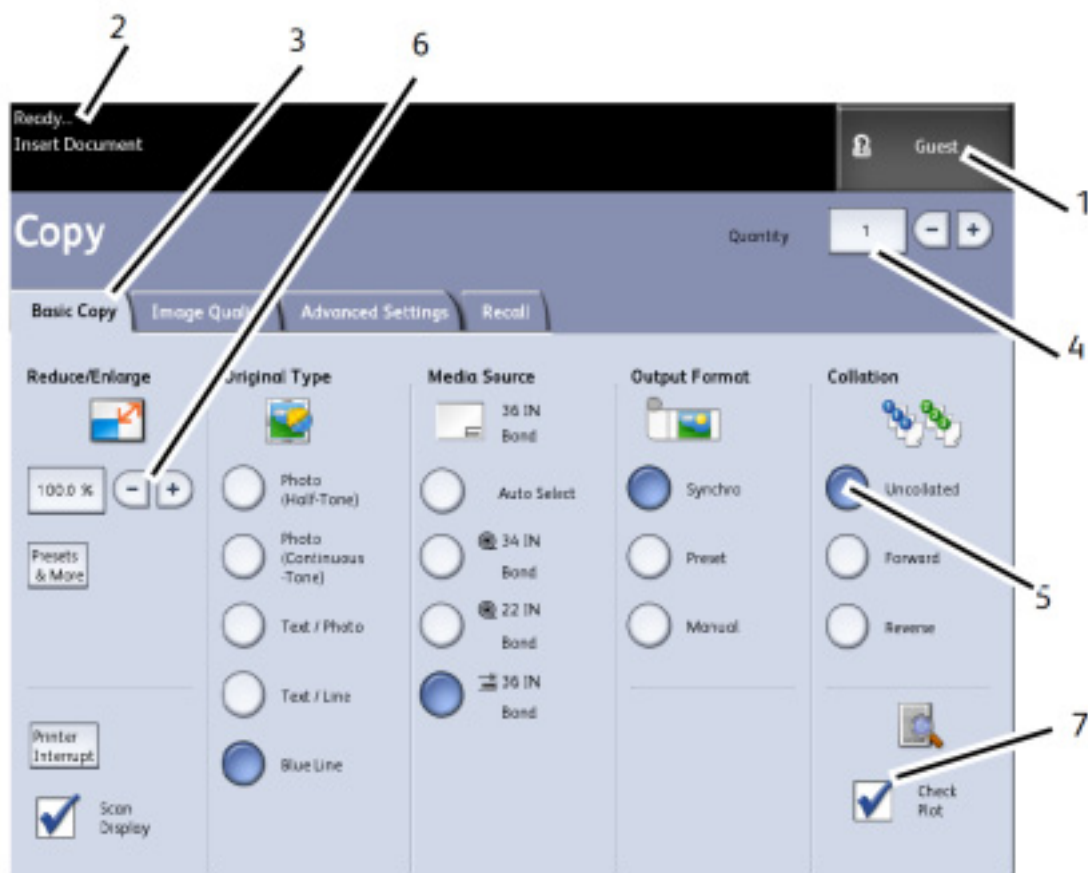 2
3
6
Ready...
Insert Document
Guest
1
Copy
Quantity
1
-
+
4
Basic Copy
Image Quali
Advanced Settings
Recall
Reduce/Enlarge
Original Type
Media Source
Output Format
Collation
36 IN
Bond
100.0 %
-
+
Presets
& More
Printer
Interrupt
Scan
Display
Photo
(Half-Tone)
Photo
(Continuous
-Tone)
Text / Photo
Text / Line
Blue Line
Auto Select
34 IN
Bond
22 IN
Bond
36 IN
Bond
Synchro
Preset
Manual
Uncollated
Forward
Reverse
5
7
Check
Plot